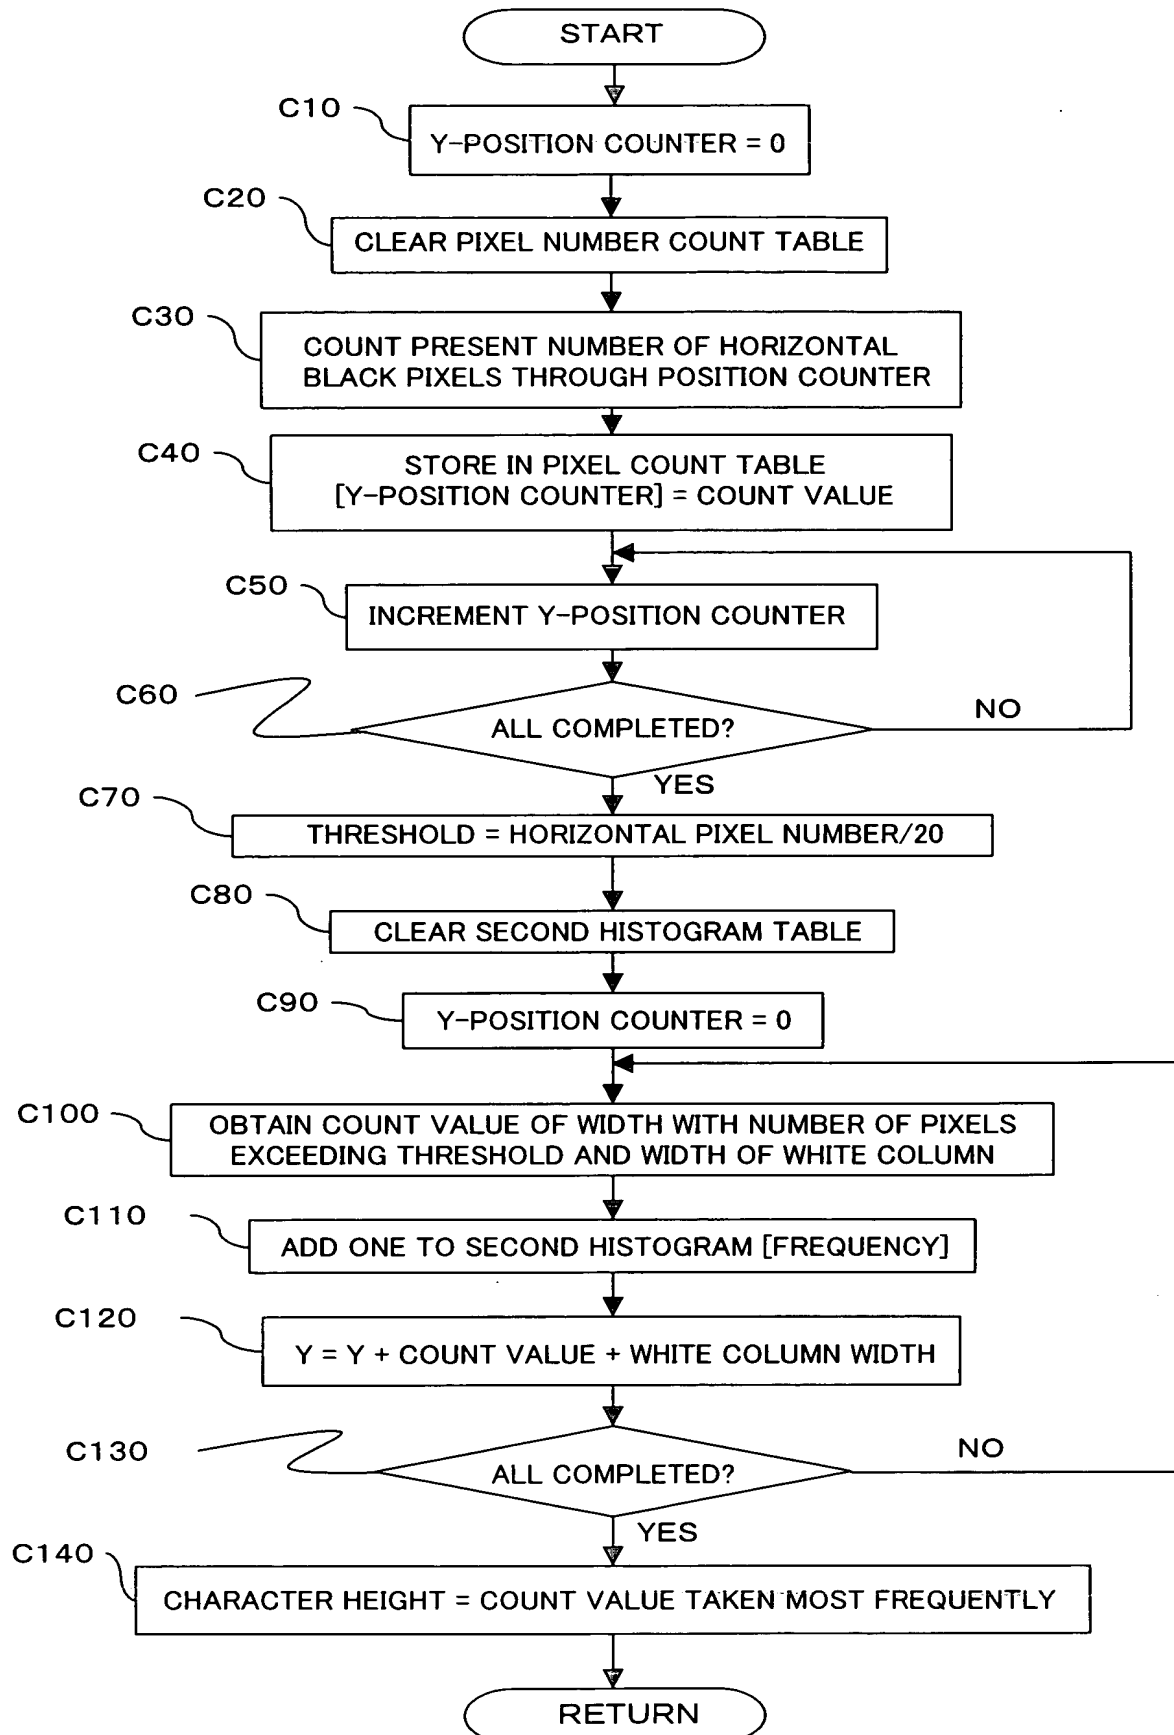 START
C10
Y-POSITION COUNTER = 0
C20
CLEAR PIXEL NUMBER COUNT TABLE
C30
COUNT PRESENT NUMBER OF HORIZONTAL
BLACK PIXELS THROUGH POSITION COUNTER
C40
STORE IN PIXEL COUNT TABLE
[Y-POSITION COUNTER] = COUNT VALUE
C50
INCREMENT Y-POSITION COUNTER
C60
ALL COMPLETED?
NO
YES
C70
THRESHOLD = HORIZONTAL PIXEL NUMBER/20
C80
CLEAR SECOND HISTOGRAM TABLE
C90
Y-POSITION COUNTER = 0
C100
OBTAIN COUNT VALUE OF WIDTH WITH NUMBER OF PIXELS
EXCEEDING THRESHOLD AND WIDTH OF WHITE COLUMN
C110
ADD ONE TO SECOND HISTOGRAM [FREQUENCY]
C120
Y = Y + COUNT VALUE + WHITE COLUMN WIDTH
C130
ALL COMPLETED?
NO
YES
C140
CHARACTER HEIGHT = COUNT VALUE TAKEN MOST FREQUENTLY
RETURN